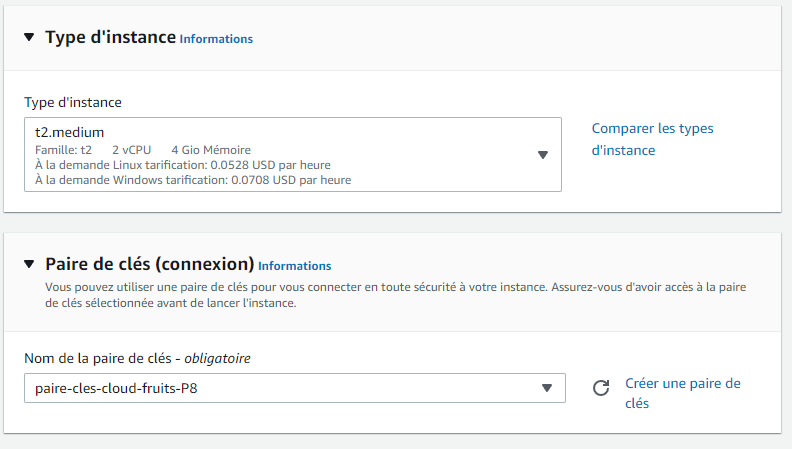 Type d'instance Informations
Type d'instance
t2.medium
Famille: t2 2 vCPU 4 Gio Mémoire
À la demande Linux tarification: 0.0528 USD par heure
À la demande Windows tarification: 0.0708 USD par heure
Comparer les types
d'instance
Paire de clés (connexion) Informations
Vous pouvez utiliser une paire de clés pour vous connecter en toute sécurité à votre instance. Assurez-vous d'avoir accès à la paire
de clés sélectionnée avant de lancer l'instance.
Nom de la paire de clés - obligatoire
paire-cles-cloud-fruits-P8
Créer une paire de
clés